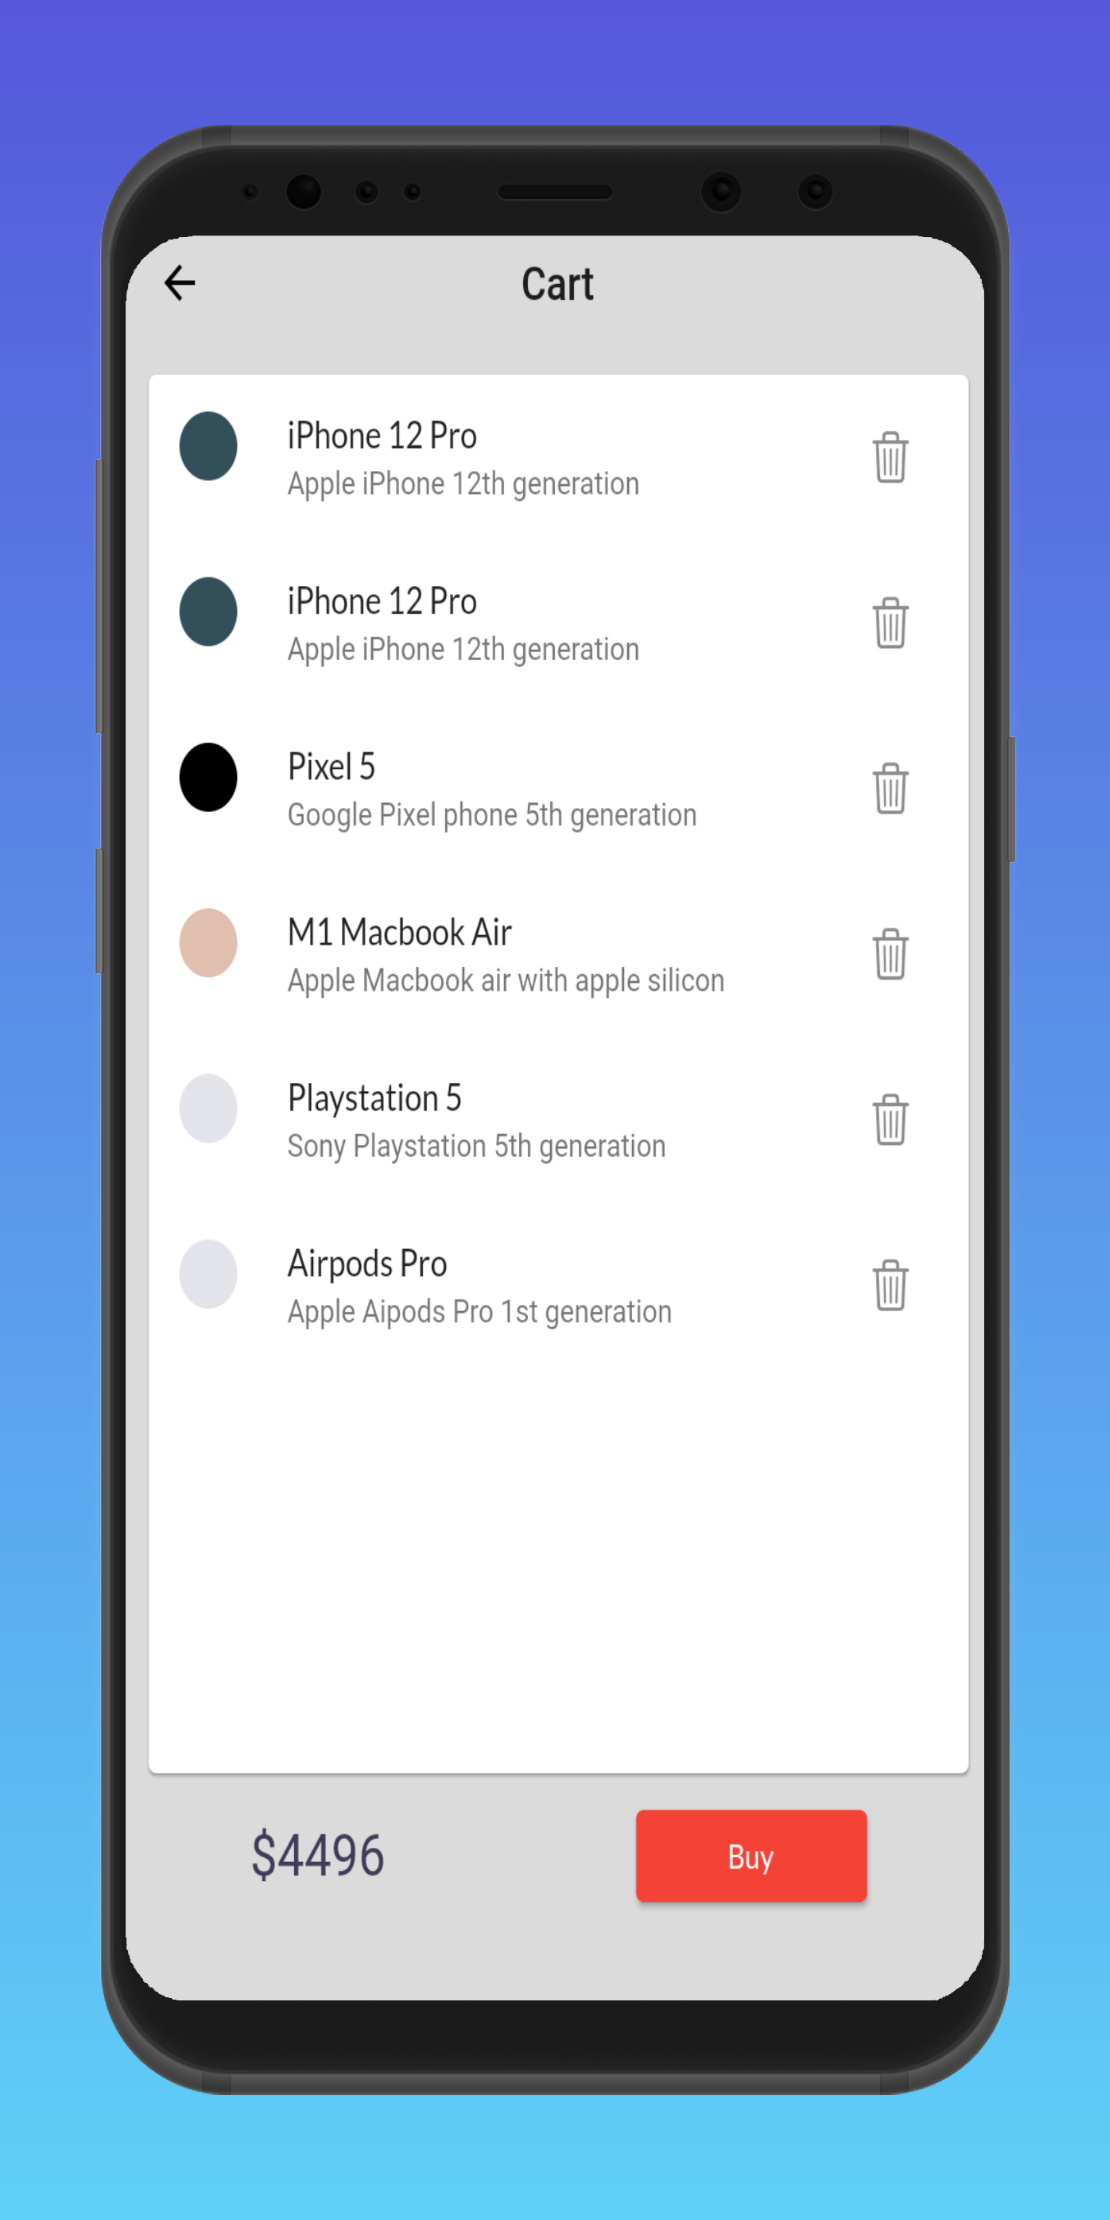 Cart
iPhone 12 Pro
Apple iPhone 12th generation
iPhone 12 Pro
Apple iPhone 12th generation
Pixel 5
Google Pixel phone 5th generation
M1 Macbook Air
Apple Macbook air with apple silicon
Playstation 5
Sony Playstation 5th generation
Airpods Pro
Apple Aipods Pro 1st generation
$4496
Buy